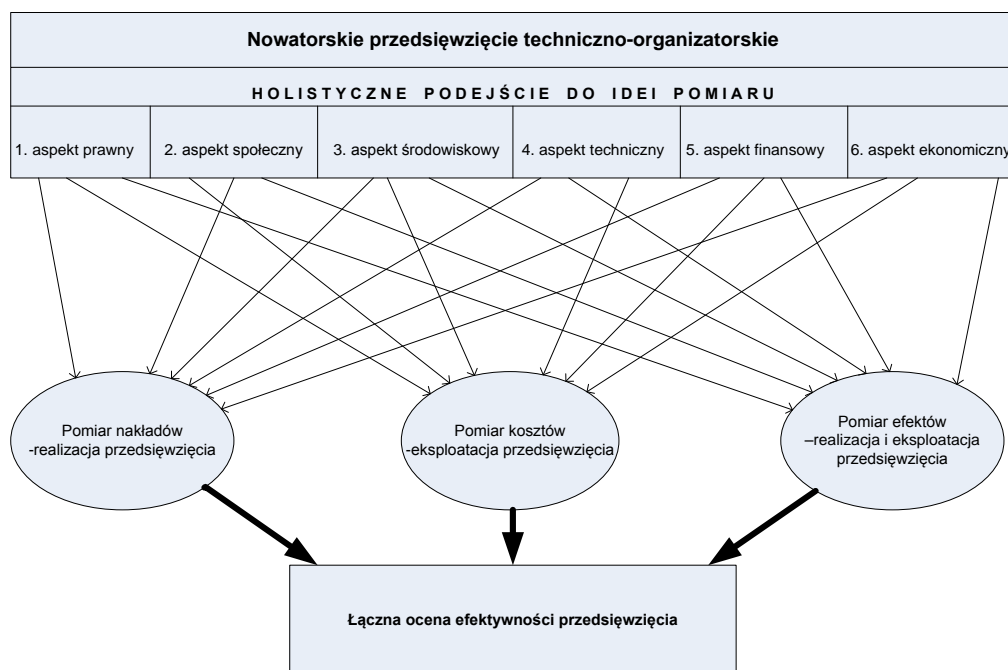 Nowatorskie przedsięwzięcie techniczno-organizatorskie
HOLISTYCZNE PODEJŚCIE DO IDEI POMIARU
1. aspekt prawny
2. aspekt społeczny
3. aspekt środowiskowy
4. aspekt techniczny
5. aspekt finansowy
6. aspekt ekonomiczny
Pomiar nakładów
-realizacja przedsięwzięcia
Pomiar kosztów
-eksploatacja przedsięwzięcia
Pomiar efektów
–realizacja i eksploatacja
przedsięwzięcia
Łączna ocena efektywności przedsięwzięcia